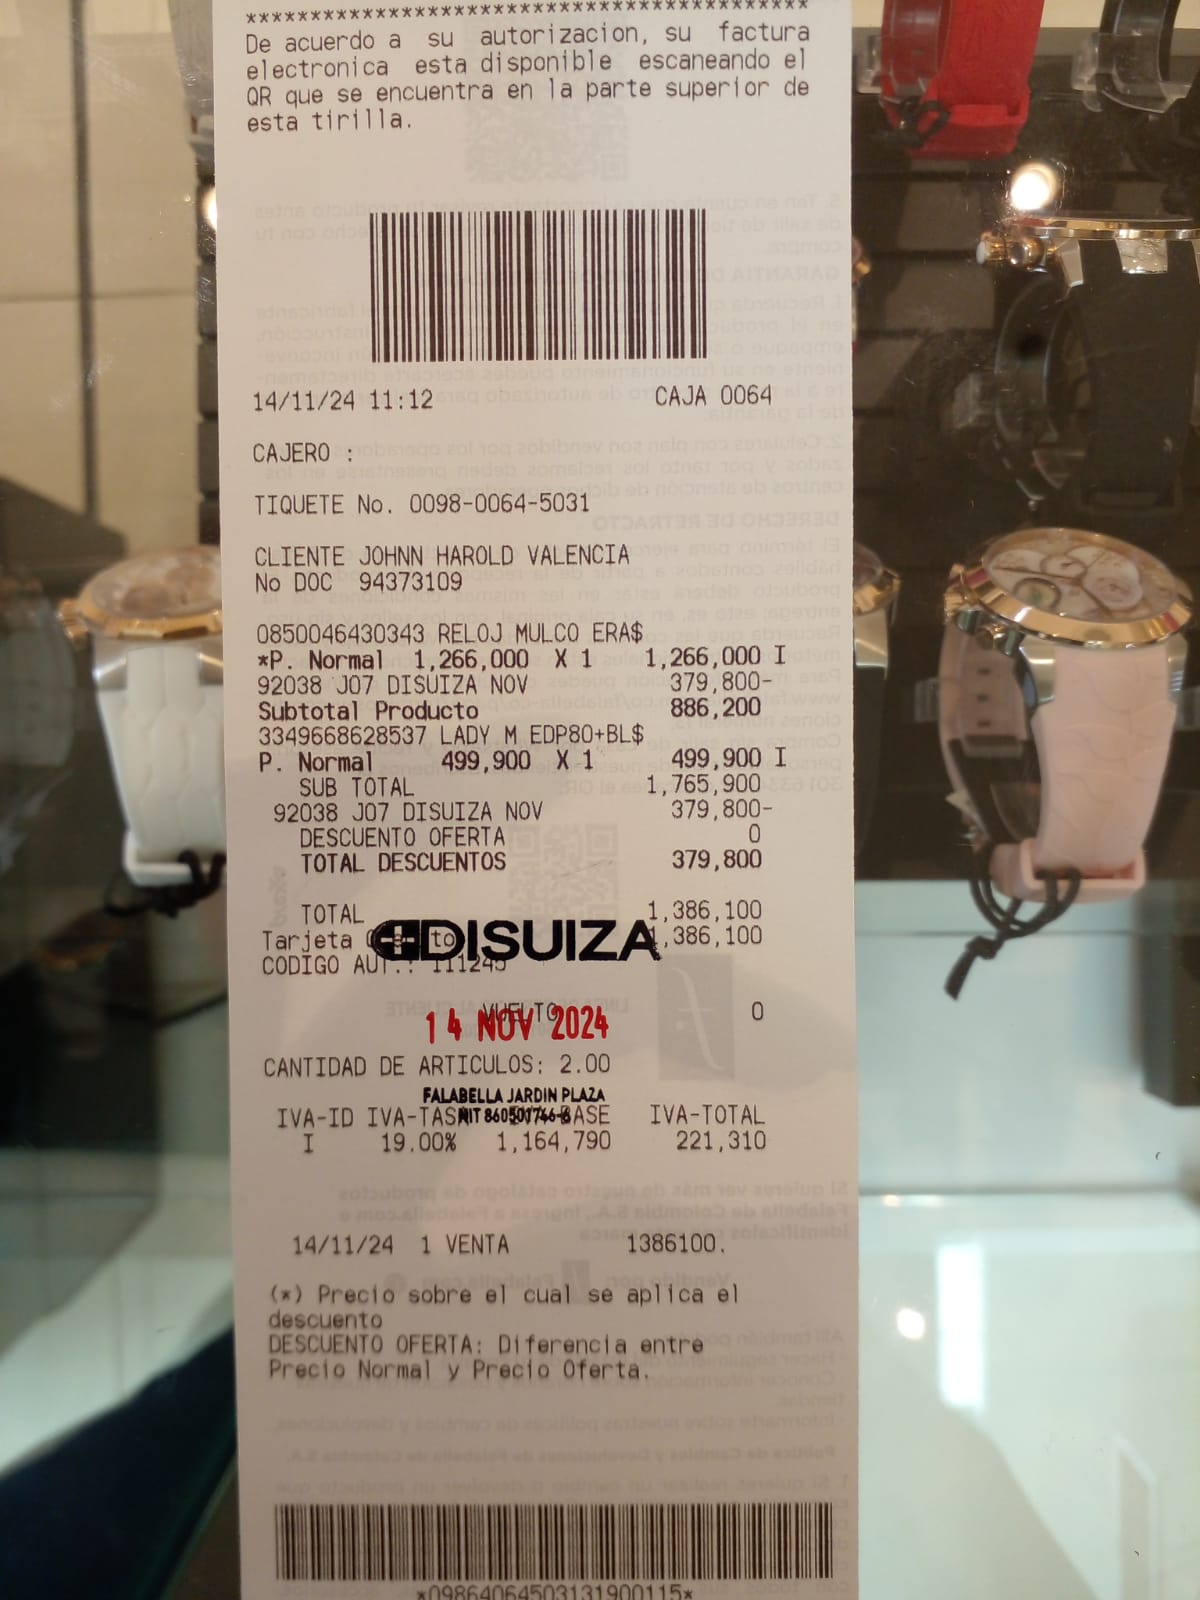 ******************************************
De acuerdo a su autorizacion, su factura
electronica esta disponible escaneando el
QR que se encuentra en la parte superior de
esta tirilla.
14/11/24 11:12 CAJA 0064
CAJERO :
TIQUETE No. 0098-0064-5031
CLIENTE JOHNN HAROLD VALENCIA
No DOC 94373109
0850046430343 RELOJ MULCO ERA$
*P. Normal 1,266,000 X 1 1,266,000 I
92038 J07 DISUIZA NOV 379,800-
Subtotal Producto 886,200
3349668628537 LADY M EDP80+BL$
P. Normal 499,900 X 1 499,900 I
SUB TOTAL 1,765,900
92038 J07 DISUIZA NOV 379,800-
DESCUENTO OFERTA 0
TOTAL DESCUENTOS 379,800
TOTAL 1,386,100
Tarjeta 1,386,100
DISUIZA
CODIGO AUT.: 111245
VUELTO 0
14 NOV 2024
CANTIDAD DE ARTICULOS: 2.00
FALABELLA JARDIN PLAZA
NIT 860501746-6
IVA-ID IVA-TASA BASE IVA-TOTAL
I 19.00% 1,164,790 221,310
14/11/24 1 VENTA 1386100.
(*) Precio sobre el cual se aplica el
descuento
DESCUENTO OFERTA: Diferencia entre
Precio Normal y Precio Oferta.
*09864064503131900115*